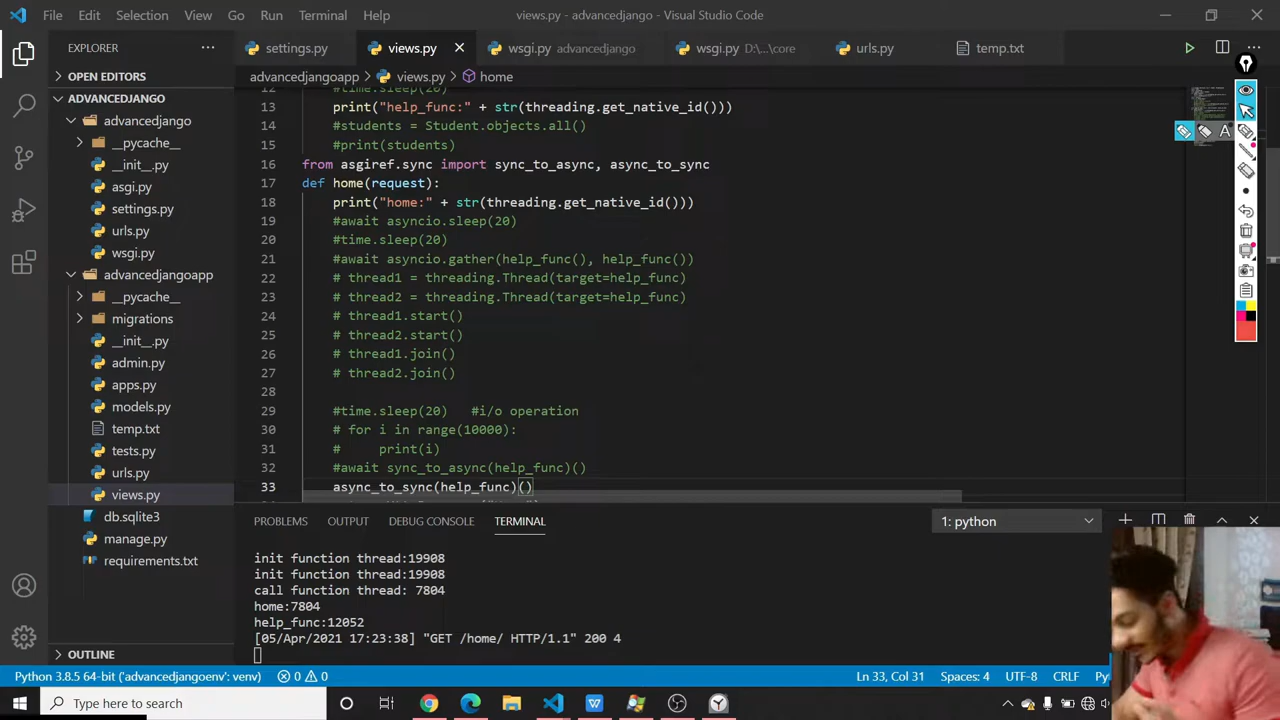 File Edit Selection View Go Run Terminal Help
views.py - advancedjango - Visual Studio Code
EXPLORER
settings.py
views.py
wsgi.py advancedjango
wsgi.py D:\...\core
urls.py
temp.txt
advancedjangoapp > views.py > home
OPEN EDITORS
ADVANCEDJANGO
advancedjango
__pycache__
__init__.py
asgi.py
settings.py
urls.py
wsgi.py
advancedjangoapp
__pycache__
migrations
__init__.py
admin.py
apps.py
models.py
temp.txt
tests.py
urls.py
views.py
db.sqlite3
manage.py
requirements.txt
OUTLINE
12 #time.sleep(20)
13 print("help_func:" + str(threading.get_native_id()))
14 #students = Student.objects.all()
15 #print(students)
16 from asgiref.sync import sync_to_async, async_to_sync
17 def home(request):
18 print("home:" + str(threading.get_native_id()))
19 #await asyncio.sleep(20)
20 #time.sleep(20)
21 #await asyncio.gather(help_func(), help_func())
22 # thread1 = threading.Thread(target=help_func)
23 # thread2 = threading.Thread(target=help_func)
24 # thread1.start()
25 # thread2.start()
26 # thread1.join()
27 # thread2.join()
28
29 #time.sleep(20) #i/o operation
30 # for i in range(10000):
31 # print(i)
32 #await sync_to_async(help_func)()
33 async_to_sync(help_func)()
A
PROBLEMS OUTPUT DEBUG CONSOLE TERMINAL
1: python
init function thread:19908
init function thread:19908
call function thread: 7804
home:7804
help_func:12052
[05/Apr/2021 17:23:38] "GET /home/ HTTP/1.1" 200 4
Python 3.8.5 64-bit ('advancedjangoenv': venv) 0 0
Ln 33, Col 31 Spaces: 4 UTF-8 CRLF
Type here to search